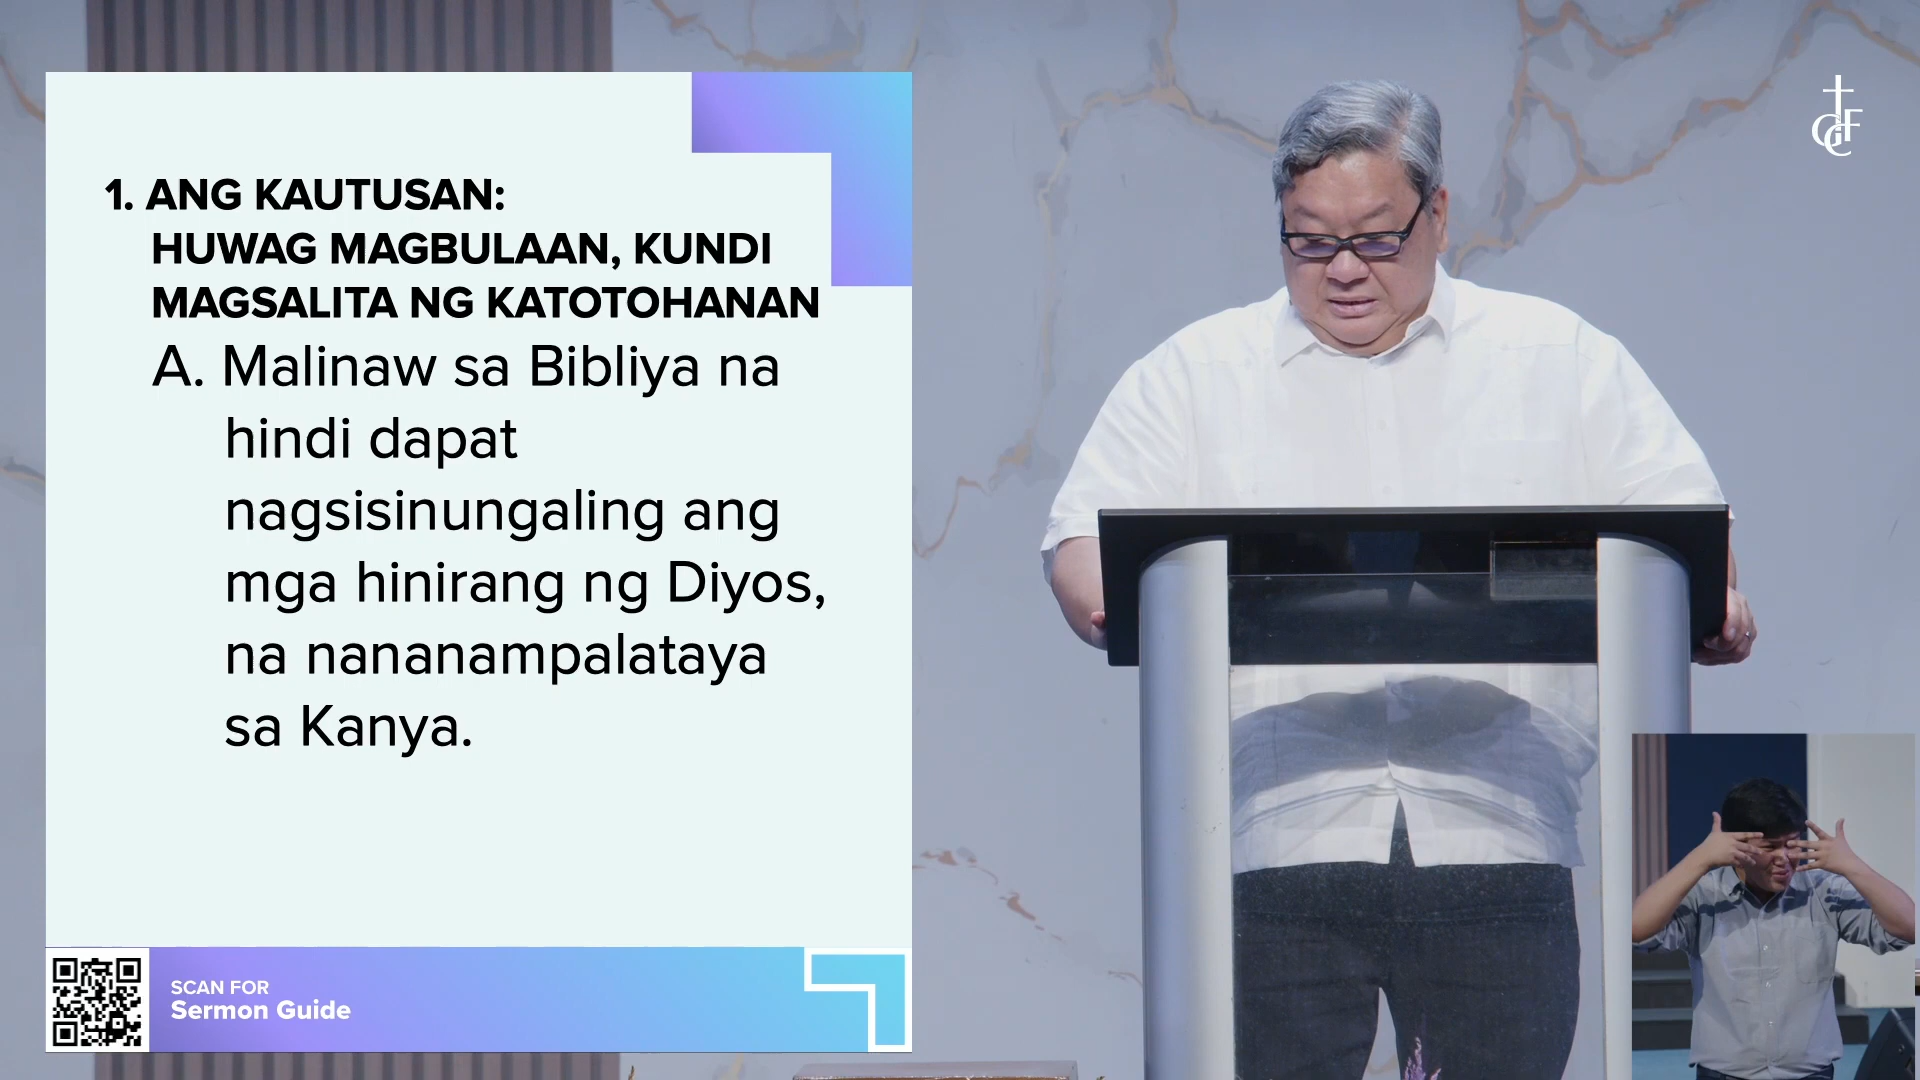 1. ANG KAUTUSAN:
HUWAG MAGBULAAN, KUNDI
MAGSALITA NG KATOTOHANAN
A. Malinaw sa Bibliya na
hindi dapat
nagsisinungaling ang
mga hinirang ng Diyos,
na nananampalataya
sa Kanya.
SCAN FOR
Sermon Guide